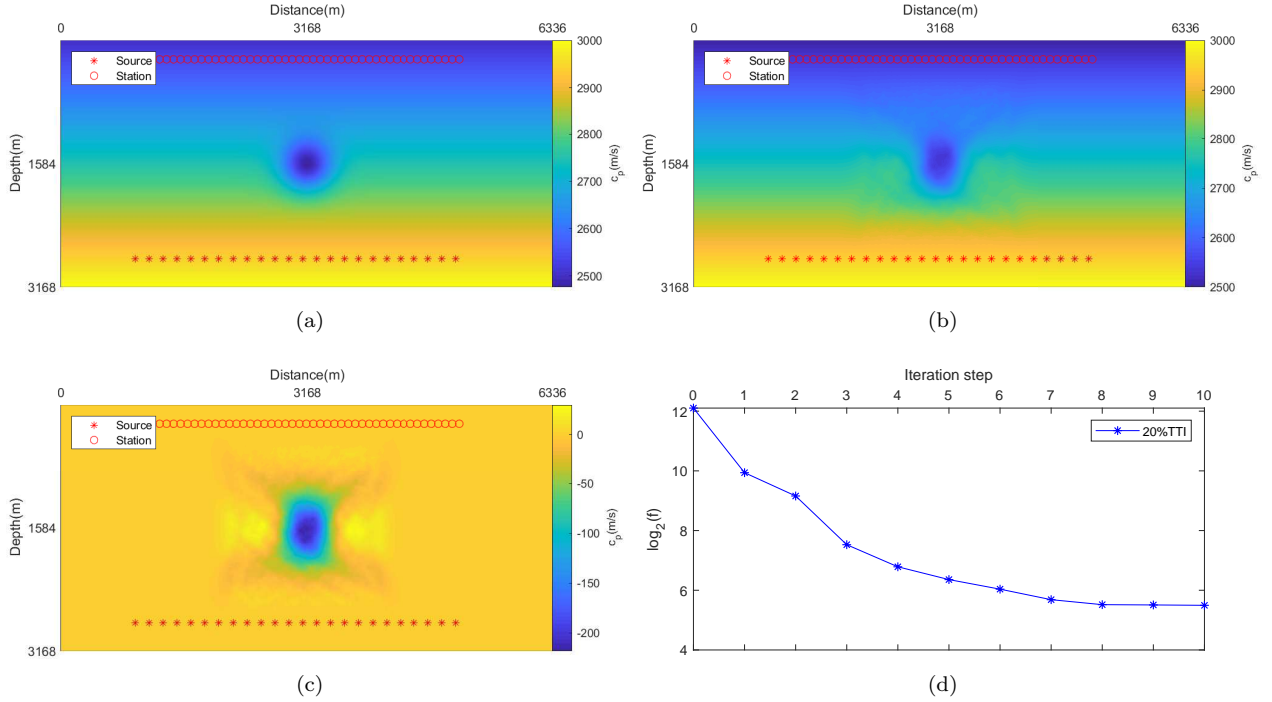 Distance(m)
0 3168 6336
Source
Station
Depth(m)
1584
3168
3000
2900
2800
2700
2600
2500
c_p(m/s)
(a)
Distance(m)
0 3168 6336
Source
Station
Depth(m)
1584
3168
3000
2900
2800
2700
2600
2500
c_p(m/s)
(b)
Distance(m)
0 3168 6336
Source
Station
Depth(m)
1584
3168
0
-50
-100
-150
-200
c_p(m/s)
(c)
Iteration step
0 1 2 3 4 5 6 7 8 9 10
20%TTI
log_2(f)
12
10
8
6
4
(d)